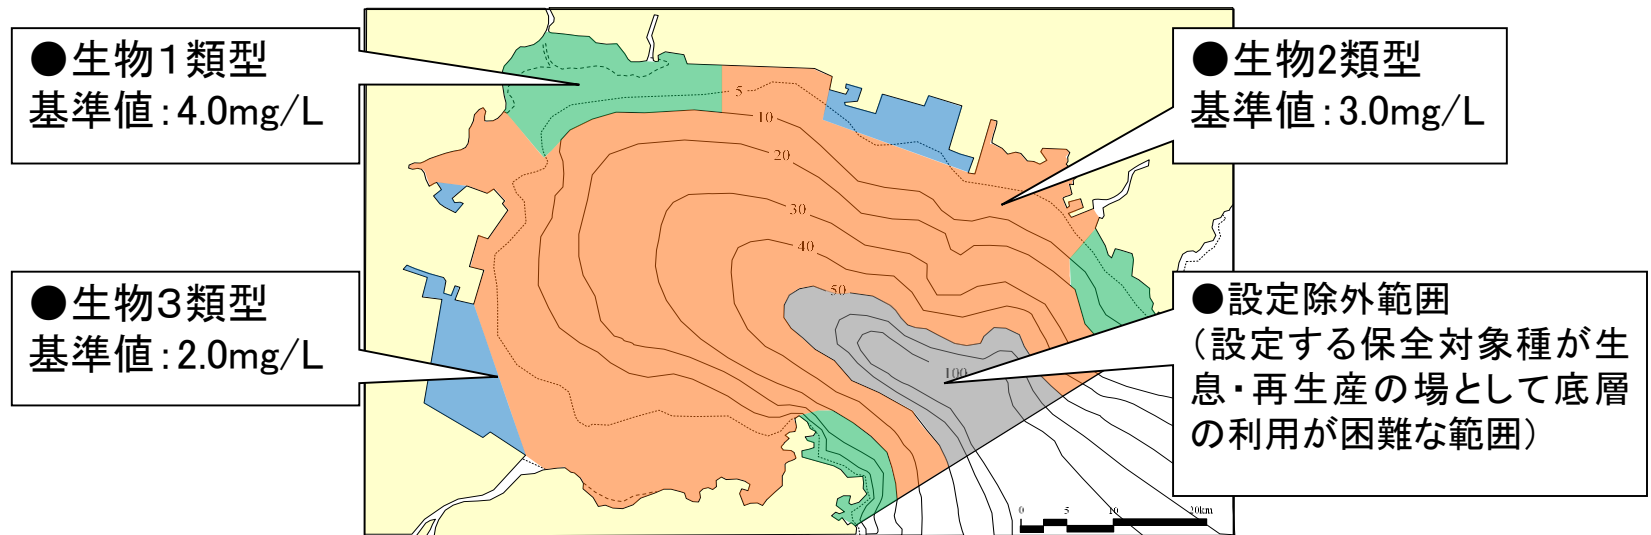 ●生物１類型
基準値：4.0mg/L
●生物2類型
基準値：3.0mg/L
●生物３類型
基準値：2.0mg/L
●設定除外範囲
（設定する保全対象種が生
息・再生産の場として底層
の利用が困難な範囲）
5
10
20
30
40
50
100
0 5 10 20km